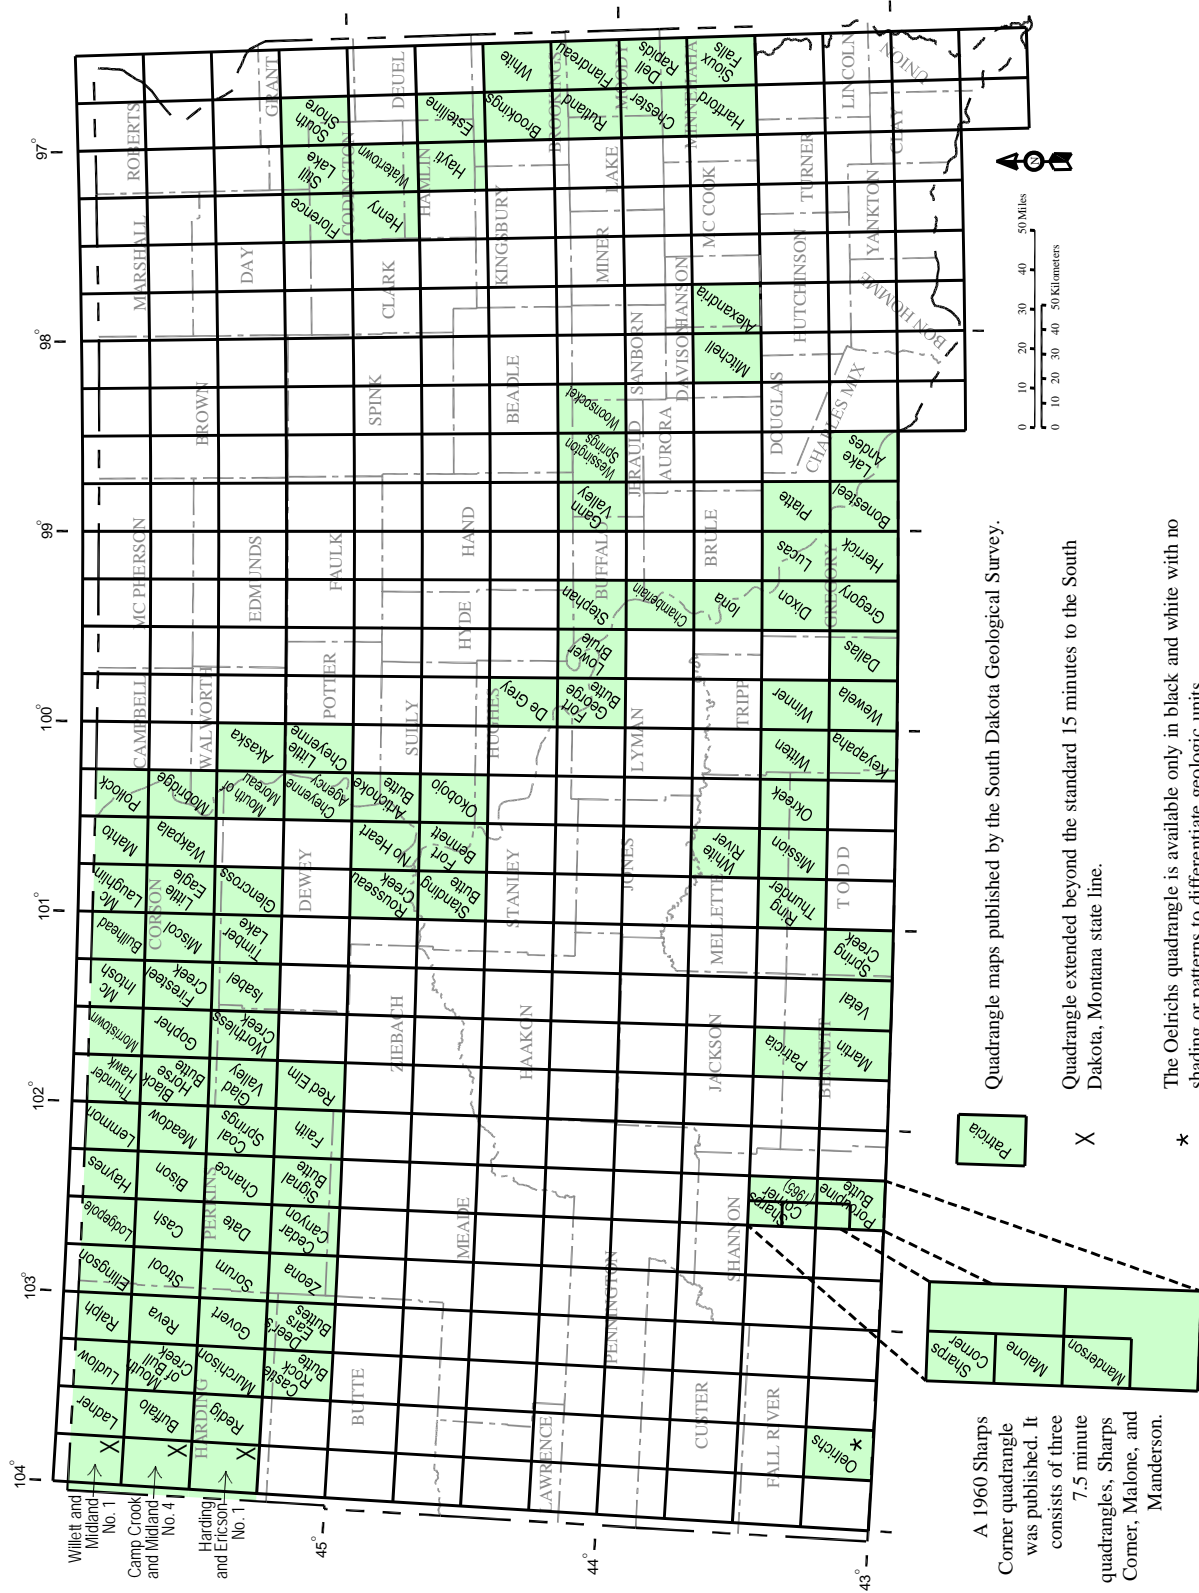 104°
103°
102°
101°
100°
99°
98°
97°
45°
44°
43°
Willett and
Midland
No. 1
Camp Crook
and Midland
No. 4
Harding
and Ericson
No. 1
X
X
X
Ladner
Ludlow
Ralph
Ellingson
Lodgepole
Haynes
Lemmon
Thunder
Hawk
Morristown
Mc
Intosh
Bullhead
Mc
Laughlin
Mahto
Pollock
Buffalo
Mouth
of Bull
Creek
Reva
Strool
Cash
Bison
Meadow
Black
Horse
Butte
Gopher
Firesteel
Creek
Miscol
Little
Eagle
Wakpala
Mobridge
Redig
Murchison
Govert
Sorum
Date
Chance
Coal
Springs
Glad
Valley
Worthless
Creek
Isabel
Timber
Lake
Glencross
Mouth of
Moreau
Akaska
Castle
Rock
Butte
Deer's
Ears
Buttes
Zeona
Cedar
Canyon
Signal
Butte
Faith
Red Elm
Cheyenne
Agency
Little
Cheyenne
Florence
Still
Lake
South
Shore
Rousseau
Creek
No Heart
Artichoke
Butte
Henry
Watertown
Standing
Butte
Fort
Bennett
Okobojo
Hayti
Estelline
De Grey
Brookings
White
Fort
George
Butte
Lower
Brule
Stephan
Gann
Valley
Wessington
Springs
Woonsocket
Rutland
Flandreau
Chamberlain
Chester
Dell
Rapids
White
River
Iona
Mitchell
Alexandria
Hartford
Sioux
Falls
Sharps
Corner
(1965)
Patricia
Ring
Thunder
Mission
Okreek
Witten
Winner
Dixon
Lucas
Platte
Oelrichs
*
Porcupine
Butte
Martin
Vetal
Spring
Creek
Keyapaha
Wewela
Dallas
Gregory
Herrick
Bonesteel
Lake
Andes
HARDING
PERKINS
CORSON
CAMPBELL
MC PHERSON
BROWN
MARSHALL
ROBERTS
WALWORTH
EDMUNDS
DAY
GRANT
BUTTE
MEADE
ZIEBACH
DEWEY
POTTER
FAULK
SPINK
CLARK
CODINGTON
DEUEL
HAMLIN
SULLY
HYDE
HAND
BEADLE
KINGSBURY
BROOKINGS
LAWRENCE
PENNINGTON
HAAKON
STANLEY
HUGHES
BUFFALO
JERAULD
SANBORN
MINER
LAKE
MOODY
CUSTER
SHANNON
JACKSON
JONES
LYMAN
BRULE
AURORA
DAVISON
HANSON
MC COOK
MINNEHAHA
FALL RIVER
BENNETT
MELLETTE
TODD
TRIPP
GREGORY
DOUGLAS
CHARLES MIX
HUTCHINSON
TURNER
LINCOLN
BON HOMME
YANKTON
CLAY
UNION
N
0 10 20 30 40 50 Miles
0 10 20 30 40 50 Kilometers
A 1960 Sharps
Corner quadrangle
was published. It
consists of three
7.5 minute
quadrangles, Sharps
Corner, Malone, and
Manderson.
Sharps
Corner
Malone
Manderson
Patricia
Quadrangle maps published by the South Dakota Geological Survey.
X
Quadrangle extended beyond the standard 15 minutes to the South
Dakota, Montana state line.
*
The Oelrichs quadrangle is available only in black and white with no
shading or patterns to differentiate geologic units